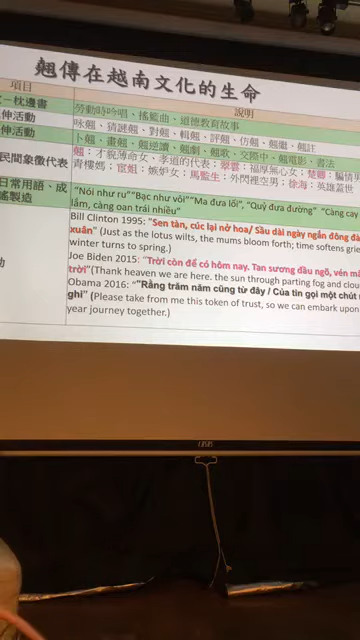 翹傳在越南文化的生命
項目 說明
枕邊書 勞動時吟唱、搖籃曲、道德教育故事
伸活動 咏翹、猜謎翹、對翹、輯翹、評翹、仿翹、翹繼、翹註
伸活動 卜翹、畫翹、翹逆讀、翹劇、翹歌、交際中、翹電影、書法
民間象徵代表 翹:才貌薄命女、孝道的代表;翠雲:福厚無心女;楚卿:騙情男
青樓媽;宦姐:嫉妒女;馬監生:外閃裡空男;徐海:英雄蓋世
日常用語、成 "Nói như ru""Bạc như vôi""Ma đưa lối", "Quỷ đưa đường" "Càng cay
謠製造 lắm, càng oan trái nhiều"
Bill Clinton 1995: "Sen tàn, cúc lại nở hoa/ Sầu dài ngày ngắn đông đà
xuân" (Just as the lotus wilts, the mums bloom forth; time softens grie
winter turns to spring.)
Joe Biden 2015: "Trời còn để có hôm nay. Tan sương đầu ngõ, vén mâ
trời"(Thank heaven we are here. the sun through parting fog and clou
Obama 2016: ""Rằng trăm năm cũng từ đây / Của tin gọi một chút
ghi" (Please take from me this token of trust, so we can embark upon
year journey together.)